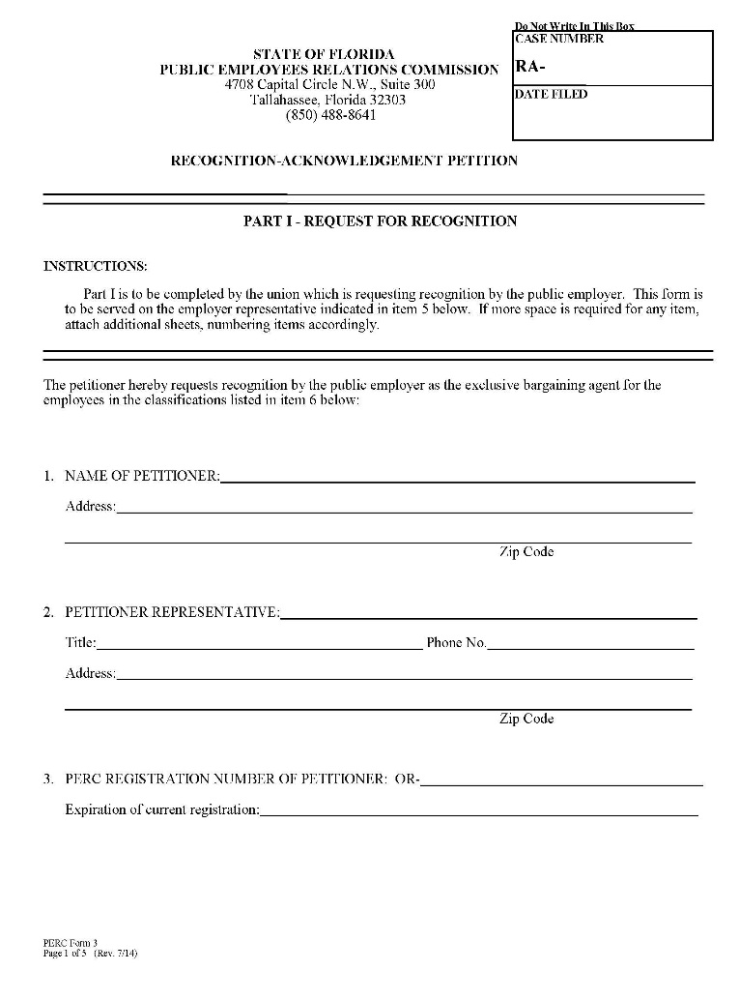 Do Not Write In This Box
CASE NUMBER
RA-
DATE FILED
STATE OF FLORIDA
PUBLIC EMPLOYEES RELATIONS COMMISSION
4708 Capital Circle N.W., Suite 300
Tallahassee, Florida 32303
(850) 488-8641
RECOGNITION-ACKNOWLEDGEMENT PETITION
PART I - REQUEST FOR RECOGNITION
INSTRUCTIONS:
Part I is to be completed by the union which is requesting recognition by the public employer. This form is
to be served on the employer representative indicated in item 5 below. If more space is required for any item,
attach additional sheets, numbering items accordingly.
The petitioner hereby requests recognition by the public employer as the exclusive bargaining agent for the
employees in the classifications listed in item 6 below:
1. NAME OF PETITIONER:
Address:
Zip Code
2. PETITIONER REPRESENTATIVE:
Title: Phone No.
Address:
Zip Code
3. PERC REGISTRATION NUMBER OF PETITIONER: OR-
Expiration of current registration:
PERC Form 3
Page 1 of 5 (Rev. 7/14)